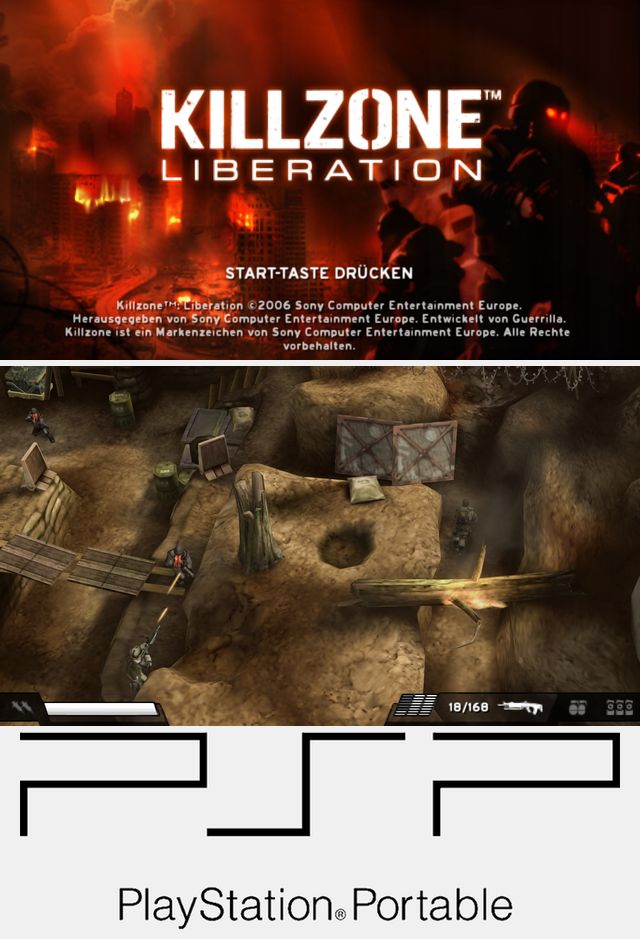 KILLZONE™
LIBERATION
START-TASTE DRÜCKEN
Killzone™: Liberation ©2006 Sony Computer Entertainment Europe.
Herausgegeben von Sony Computer Entertainment Europe. Entwickelt von Guerrilla.
Killzone ist ein Markenzeichen von Sony Computer Entertainment Europe. Alle Rechte
vorbehalten.
18/168
PSP
PlayStation®Portable